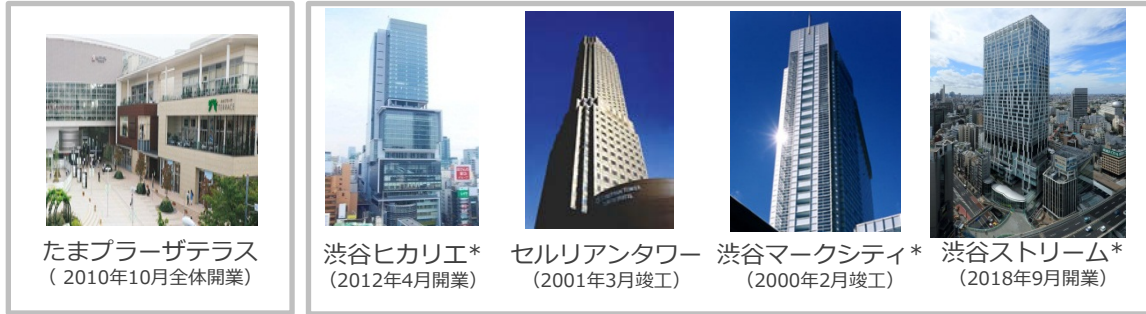 TERRACE
たまプラーザテラス
（ 2010年10月全体開業）
渋谷ヒカリエ*
（2012年4月開業）
セルリアンタワー
（2001年3月竣工）
渋谷マークシティ*
（2000年2月竣工）
渋谷ストリーム*
（2018年9月開業）